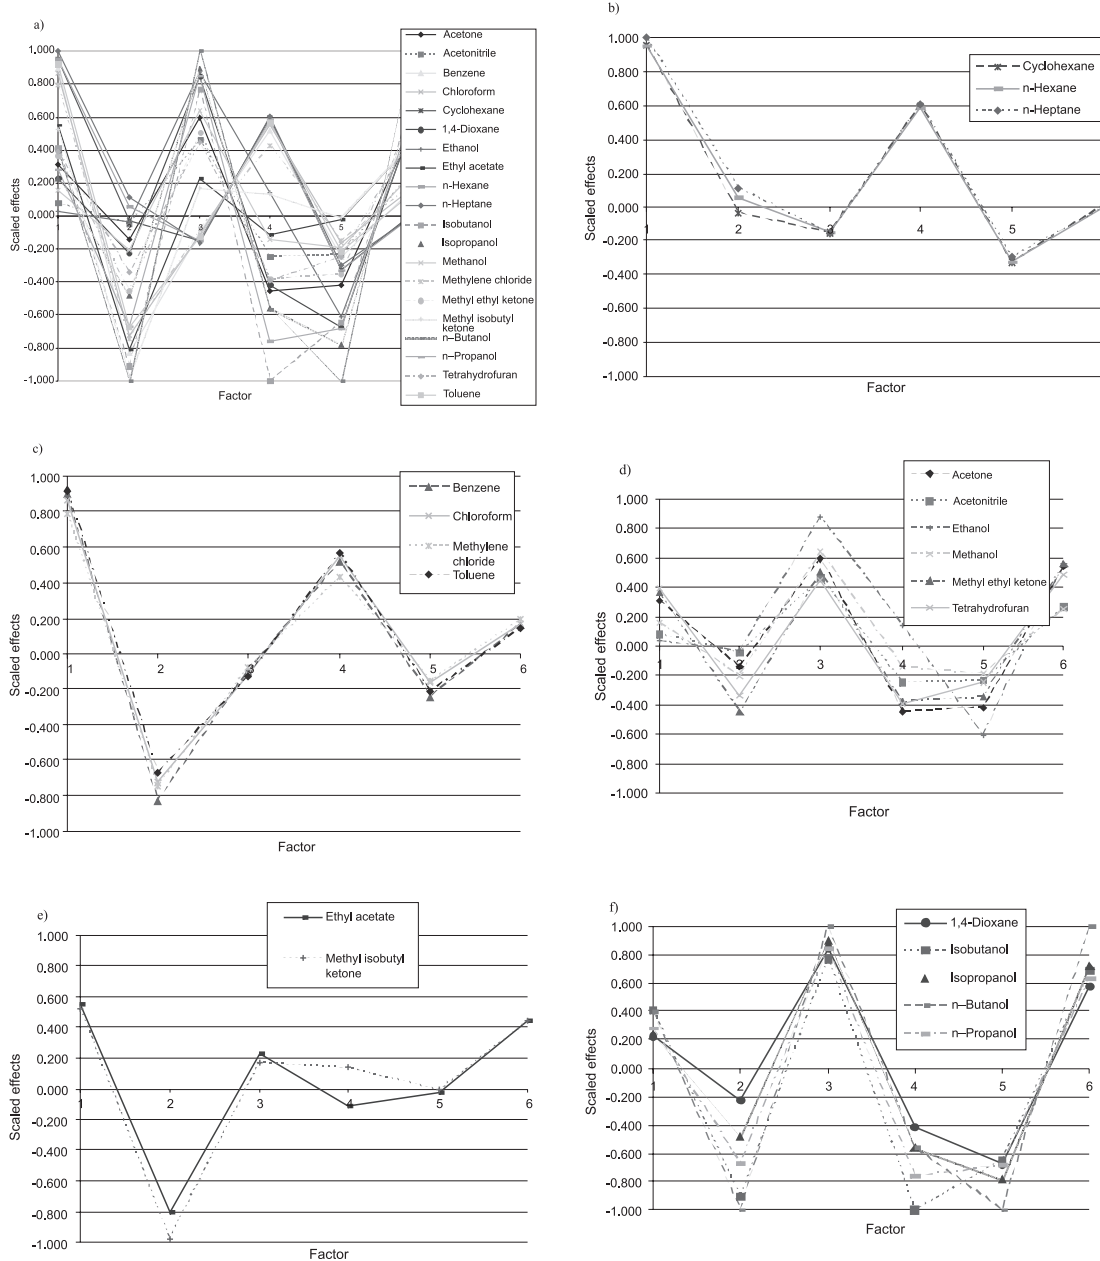 a)
1.000
0.800
0.600
0.400
0.200
0.000
-0.200
-0.400
-0.600
-0.800
-1.000
Scaled effects
1
2
3
4
5
Factor
Acetone
Acetonitrile
Benzene
Chloroform
Cyclohexane
1,4-Dioxane
Ethanol
Ethyl acetate
n-Hexane
n-Heptane
Isobutanol
Isopropanol
Methanol
Methylene chloride
Methyl ethyl ketone
Methyl isobutyl
ketone
n–Butanol
n–Propanol
Tetrahydrofuran
Toluene
b)
1.000
0.800
0.600
0.400
0.200
0.000
-0.200
-0.400
-0.600
-0.800
-1.000
Scaled effects
1
2
3
4
5
Factor
Cyclohexane
n-Hexane
n-Heptane
c)
1.000
0.800
0.600
0.400
0.200
0.000
-0.200
-0.400
-0.600
-0.800
-1.000
Scaled effects
1
2
3
4
5
6
Factor
Benzene
Chloroform
Methylene
chloride
Toluene
d)
1.000
0.800
0.600
0.400
0.200
0.000
-0.200
-0.400
-0.600
-0.800
-1.000
Scaled effects
1
2
3
4
5
6
Factor
Acetone
Acetonitrile
Ethanol
Methanol
Methyl ethyl ketone
Tetrahydrofuran
e)
1.000
0.800
0.600
0.400
0.200
0.000
-0.200
-0.400
-0.600
-0.800
-1.000
Scaled effects
1
2
3
4
5
6
Factor
Ethyl acetate
Methyl isobutyl
ketone
f)
1.000
0.800
0.600
0.400
0.200
0.000
-0.200
-0.400
-0.600
-0.800
-1.000
Scaled effects
1
2
3
4
5
6
Factor
1,4-Dioxane
Isobutanol
Isopropanol
n–Butanol
n–Propanol